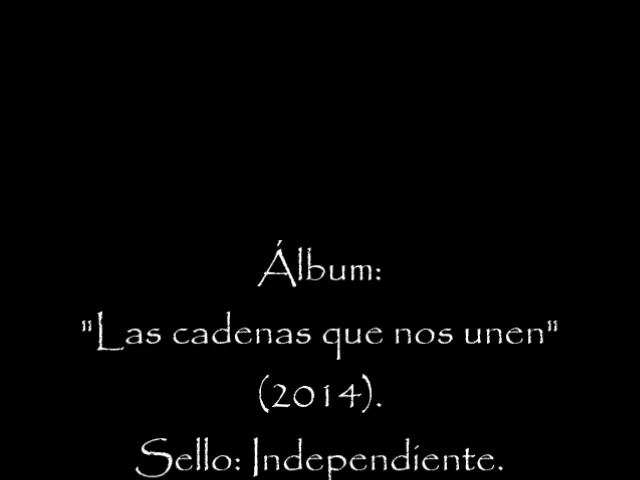 Álbum:
"Las cadenas que nos unen"
(2014).
Sello: Independiente.